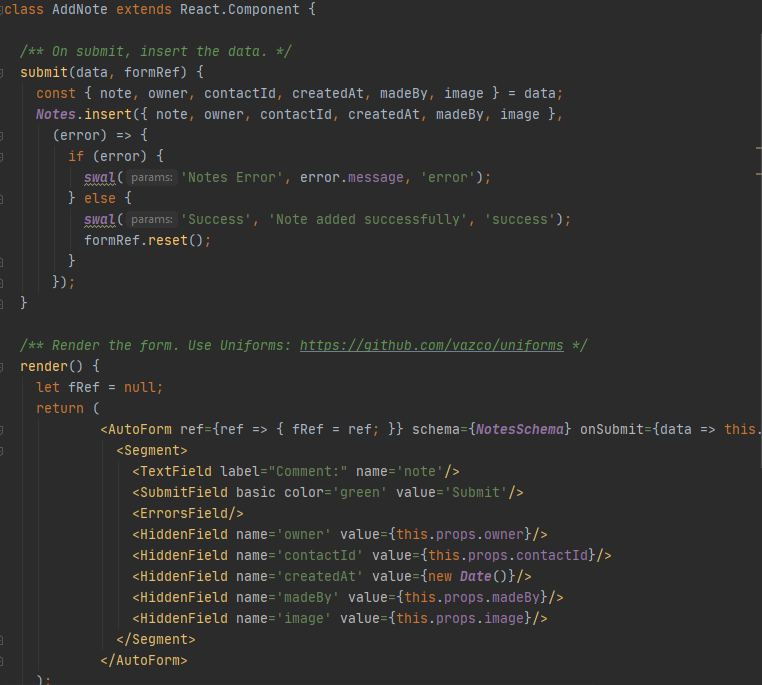 class AddNote extends React.Component {
/** On submit, insert the data. */
submit(data, formRef) {
const { note, owner, contactId, createdAt, madeBy, image } = data;
Notes.insert({ note, owner, contactId, createdAt, madeBy, image },
(error) => {
if (error) {
swal( params: 'Notes Error', error.message, 'error');
} else {
swal( params: 'Success', 'Note added successfully', 'success');
formRef.reset();
}
});
}
/** Render the form. Use Uniforms: https://github.com/vazco/uniforms */
render() {
let fRef = null;
return (
<AutoForm ref={ref => { fRef = ref; }} schema={NotesSchema} onSubmit={data => this.
<Segment>
<TextField label="Comment:" name='note'/>
<SubmitField basic color='green' value='Submit'/>
<ErrorsField/>
<HiddenField name='owner' value={this.props.owner}/>
<HiddenField name='contactId' value={this.props.contactId}/>
<HiddenField name='createdAt' value={new Date()}/>
<HiddenField name='madeBy' value={this.props.madeBy}/>
<HiddenField name='image' value={this.props.image}/>
</Segment>
</AutoForm>
);